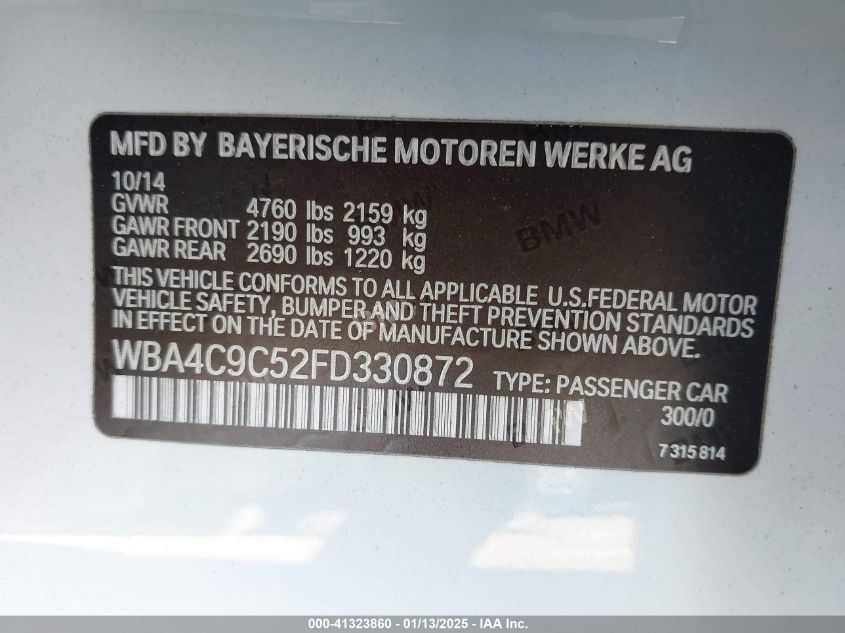 MFD BY BAYERISCHE MOTOREN WERKE AG
10/14
GVWR 4760 lbs 2159 kg
GAWR FRONT 2190 lbs 993 kg
GAWR REAR 2690 lbs 1220 kg
THIS VEHICLE CONFORMS TO ALL APPLICABLE U.S.FEDERAL MOTOR
VEHICLE SAFETY, BUMPER AND THEFT PREVENTION STANDARDS
IN EFFECT ON THE DATE OF MANUFACTURE SHOWN ABOVE.
WBA4C9C52FD330872 TYPE: PASSENGER CAR
300/0
7315814
BMW
000-41323860 / 01/13/2025 - IAA Inc.